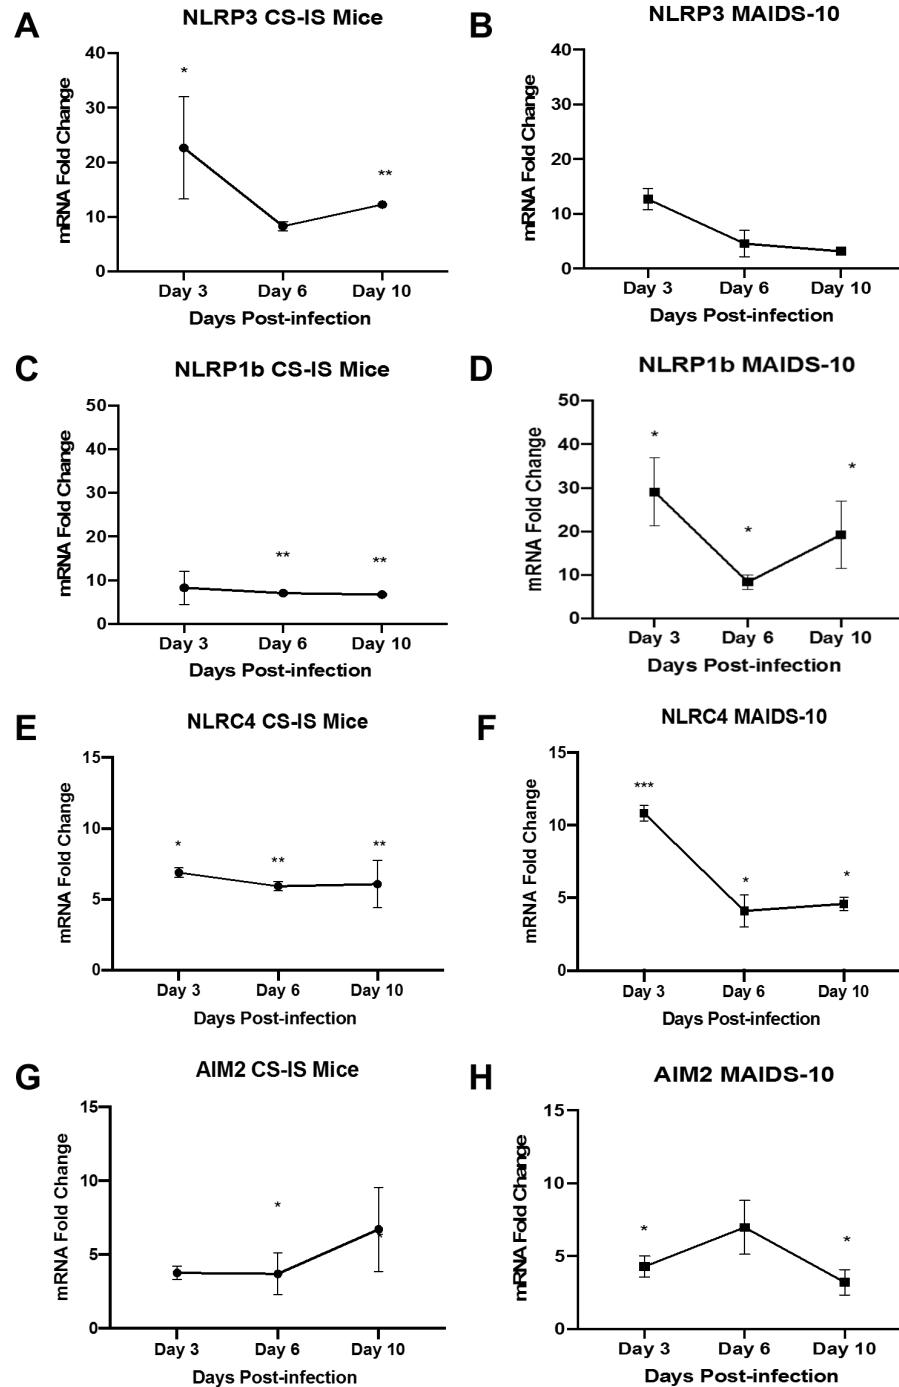 A
NLRP3 CS-IS Mice
mRNA Fold Change
40
30
20
10
0
*
**
Day 3 Day 6 Day 10
Days Post-infection
B
NLRP3 MAIDS-10
mRNA Fold Change
40
30
20
10
0
Day 3 Day 6 Day 10
Days Post-infection
C
NLRP1b CS-IS Mice
mRNA Fold Change
50
40
30
20
10
0
**
**
Day 3 Day 6 Day 10
Days Post-infection
D
NLRP1b MAIDS-10
mRNA Fold Change
50
40
30
20
10
0
*
*
*
Day 3 Day 6 Day 10
Days Post-infection
E
NLRC4 CS-IS Mice
mRNA Fold Change
15
10
5
0
*
**
**
Day 3 Day 6 Day 10
Days Post-infection
F
NLRC4 MAIDS-10
mRNA Fold Change
15
10
5
0
***
*
*
Day 3 Day 6 Day 10
Days Post-infection
G
AIM2 CS-IS Mice
mRNA Fold Change
15
10
5
0
*
*
Day 3 Day 6 Day 10
Days Post-infection
H
AIM2 MAIDS-10
mRNA Fold Change
15
10
5
0
*
*
Day 3 Day 6 Day 10
Days Post-infection